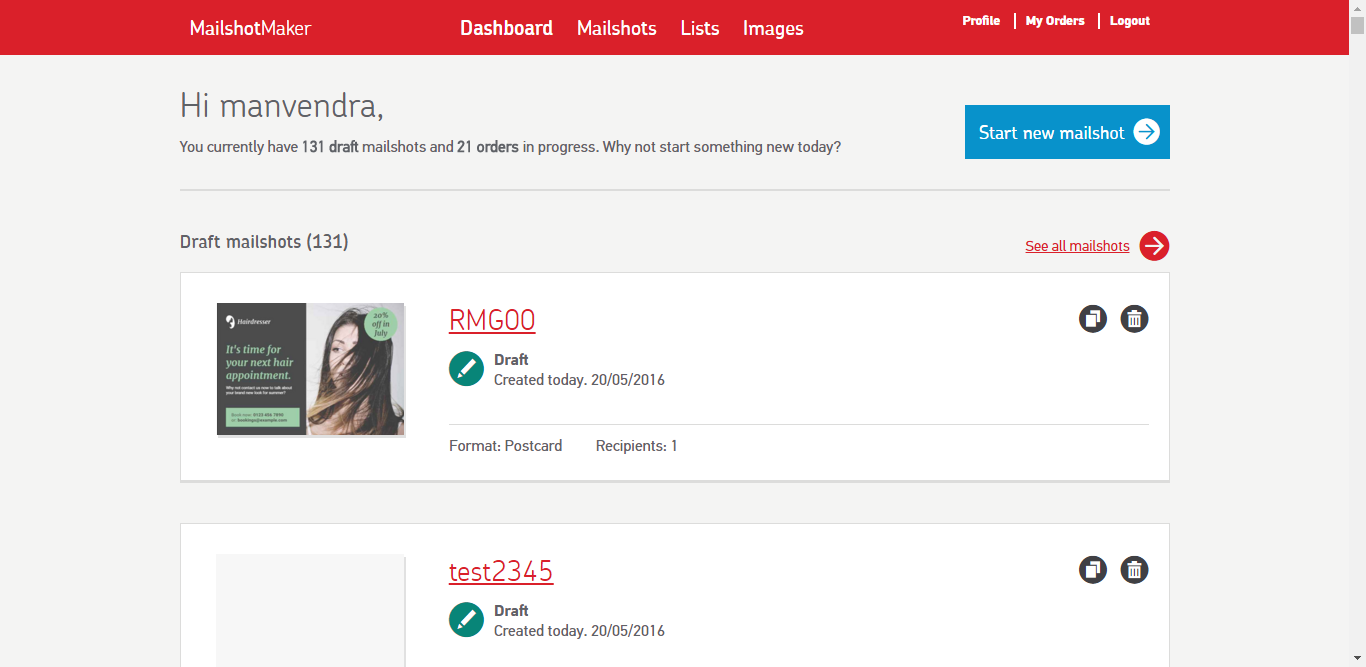 MailshotMaker
Dashboard Mailshots Lists Images
Profile My Orders Logout
Hi manvendra,
You currently have 131 draft mailshots and 21 orders in progress. Why not start something new today?
Start new mailshot
Draft mailshots (131)
See all mailshots
Hairdresser
20%
off in
July
It's time for
your next hair
appointment.
Why not contact us now to talk about
your brand new look for summer?
Book now: 0123 456 7890
or: bookings@example.com
RMG00
Draft
Created today. 20/05/2016
Format: Postcard Recipients: 1
test2345
Draft
Created today. 20/05/2016